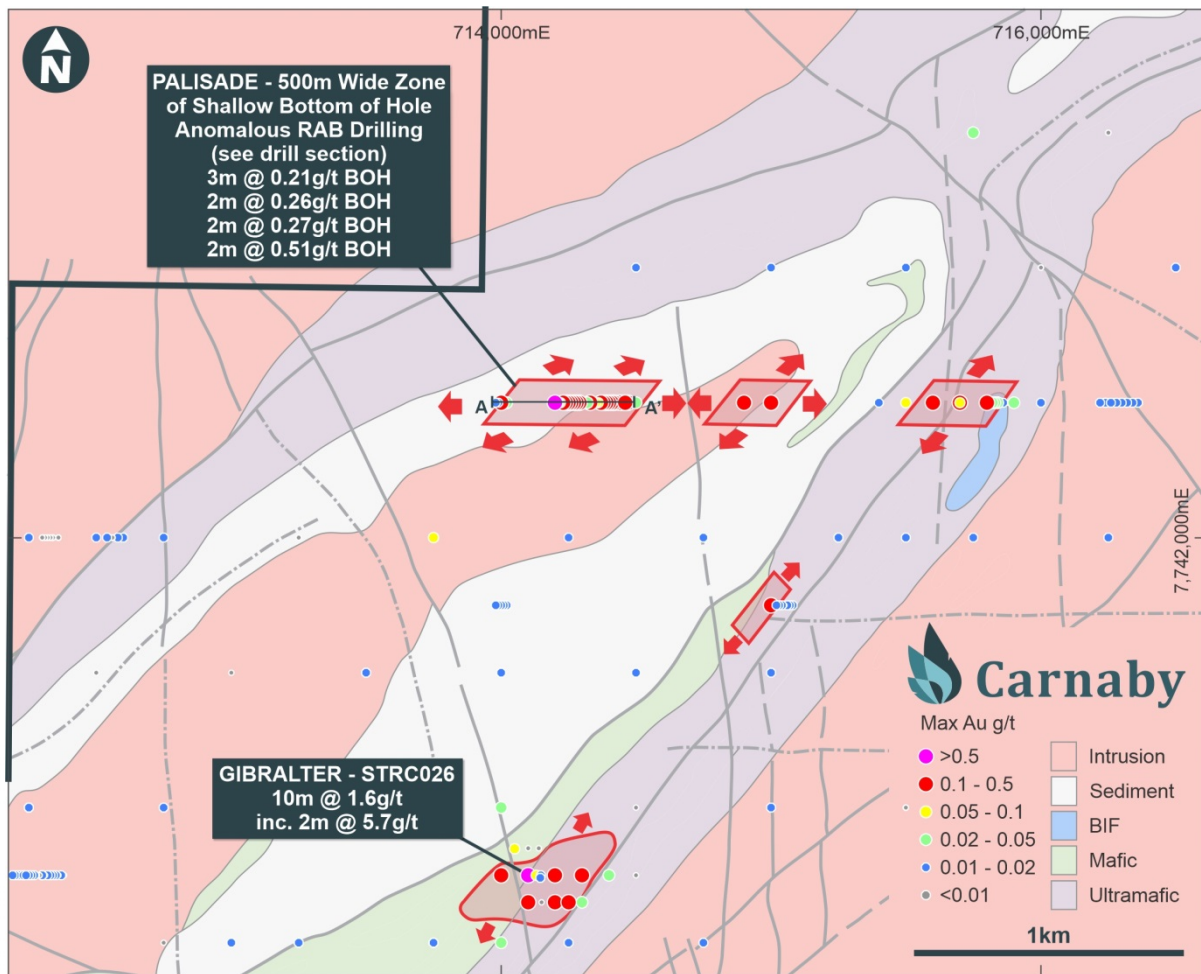 714,000mE
716,000mE
N
PALISADE - 500m Wide Zone
of Shallow Bottom of Hole
Anomalous RAB Drilling
(see drill section)
3m @ 0.21g/t BOH
2m @ 0.26g/t BOH
2m @ 0.27g/t BOH
2m @ 0.51g/t BOH
A
A'
7,742,000mN
GIBRALTER - STRC026
10m @ 1.6g/t
inc. 2m @ 5.7g/t
Carnaby
Max Au g/t
>0.5
0.1 - 0.5
0.05 - 0.1
0.02 - 0.05
0.01 - 0.02
<0.01
Intrusion
Sediment
BIF
Mafic
Ultramafic
1km